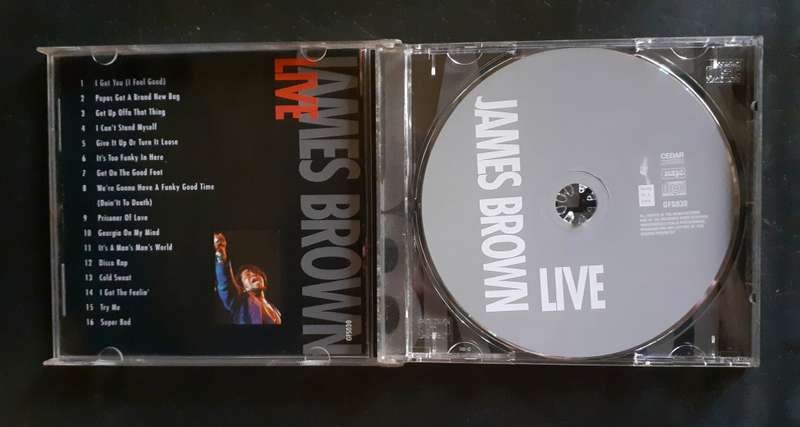 1 I Got You (I Feel Good)
2 Papas Got A Brand New Bag
3 Get Up Offa That Thing
4 I Can't Stand Myself
5 Give It Up Or Turn It Loose
6 It's Too Funky In Here
7 Get On The Good Foot
8 We're Gonna Have A Funky Good Time
(Doin'It To Death)
9 Prisoner Of Love
10 Georgia On My Mind
11 It's A Man's Man's World
12 Disco Rap
13 Cold Sweat
14 I Got The Feelin'
15 Try Me
16 Super Bad
JAMES BROWN
LIVE
GFS030
JAMES BROWN
LIVE
CEDAR
GFS030